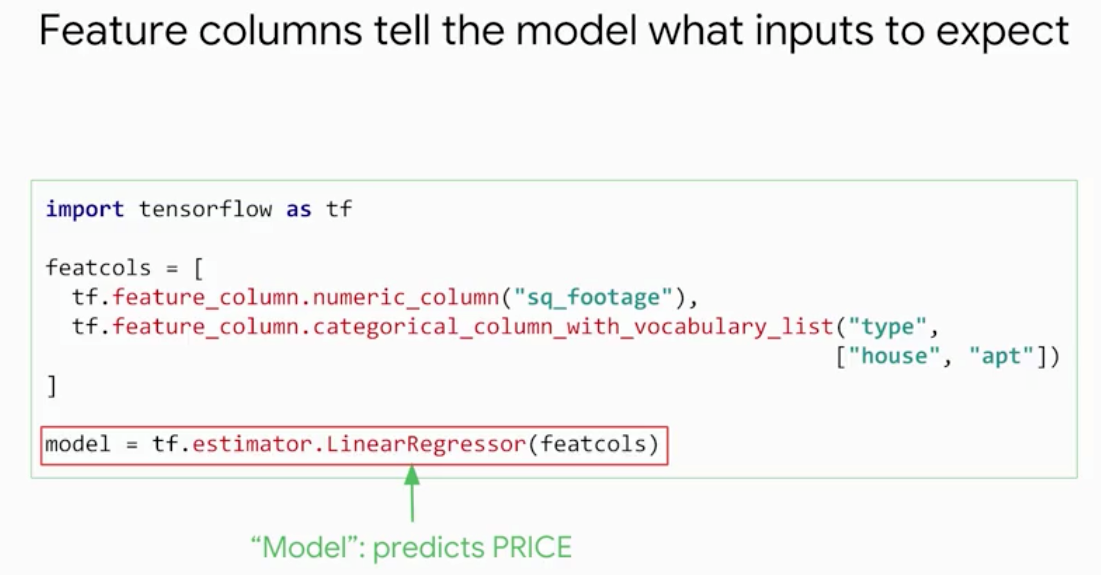 Feature columns tell the model what inputs to expect
import tensorflow as tf
featcols = [
  tf.feature_column.numeric_column("sq_footage"),
  tf.feature_column.categorical_column_with_vocabulary_list("type",
                                                            ["house", "apt"])
]
model = tf.estimator.LinearRegressor(featcols)
“Model”: predicts PRICE